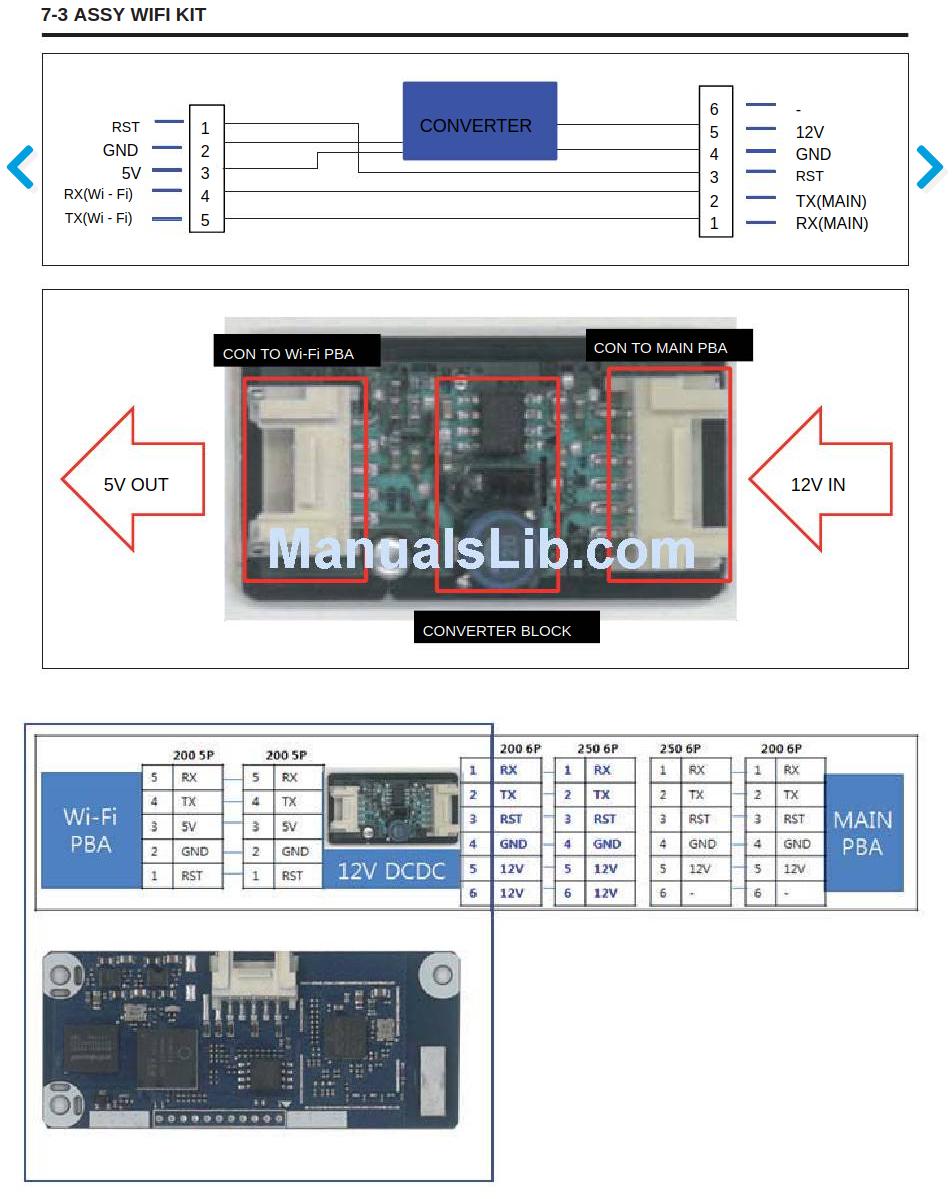 7-3 ASSY WIFI KIT
RST
GND
5V
RX(Wi - Fi)
TX(Wi - Fi)
1
2
3
4
5
CONVERTER
6
5
4
3
2
1
-
12V
GND
RST
TX(MAIN)
RX(MAIN)
CON TO Wi-Fi PBA
CON TO MAIN PBA
5V OUT
12V IN
ManualsLib.com
CONVERTER BLOCK
200 5P 200 5P 200 6P 250 6P 250 6P 200 6P
Wi-Fi
PBA
5 RX
4 TX
3 5V
2 GND
1 RST
5 RX
4 TX
3 5V
2 GND
1 RST
12V DCDC
1 RX
2 TX
3 RST
4 GND
5 12V
6 12V
1 RX
2 TX
3 RST
4 GND
5 12V
6 12V
1 RX
2 TX
3 RST
4 GND
5 12V
6 -
1 RX
2 TX
3 RST
4 GND
5 12V
6 -
MAIN
PBA